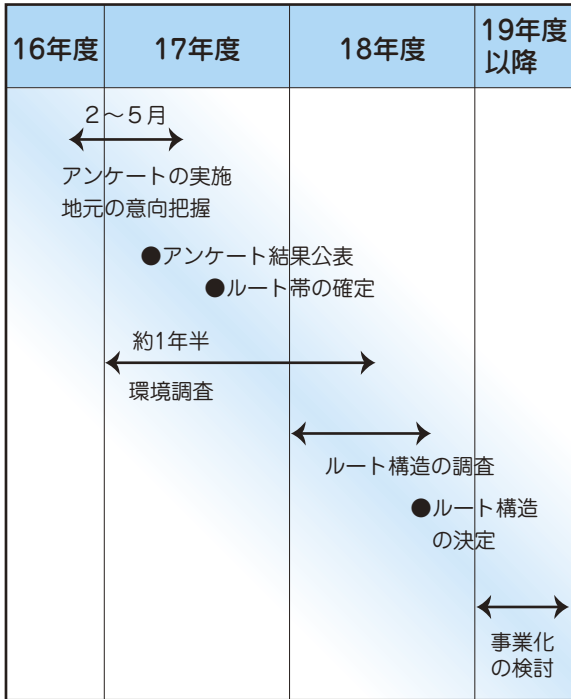 16年度
17年度
18年度
19年度
以降
2～5月
アンケートの実施
地元の意向把握
●アンケート結果公表
●ルート帯の確定
約1年半
環境調査
ルート構造の調査
●ルート構造
の決定
事業化
の検討